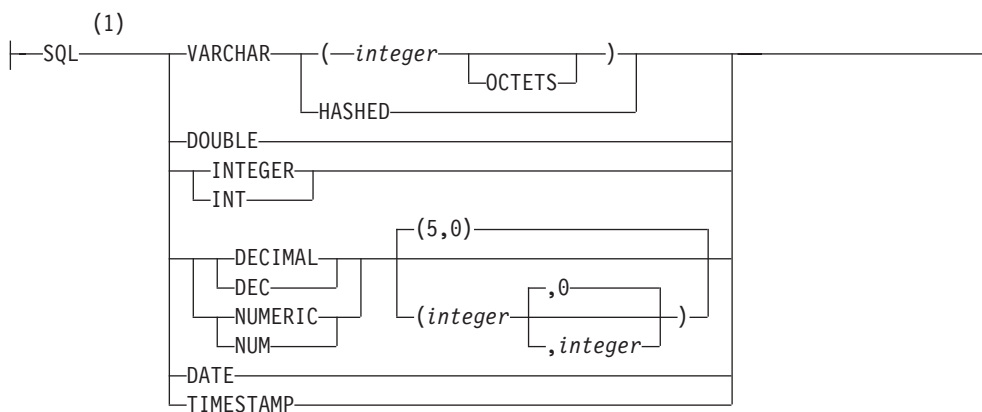 (1)
SQL VARCHAR ( integer )
OCTETS
HASHED
DOUBLE
INTEGER
INT
(5,0)
DECIMAL
DEC ,0
NUMERIC (integer )
NUM ,integer
DATE
TIMESTAMP